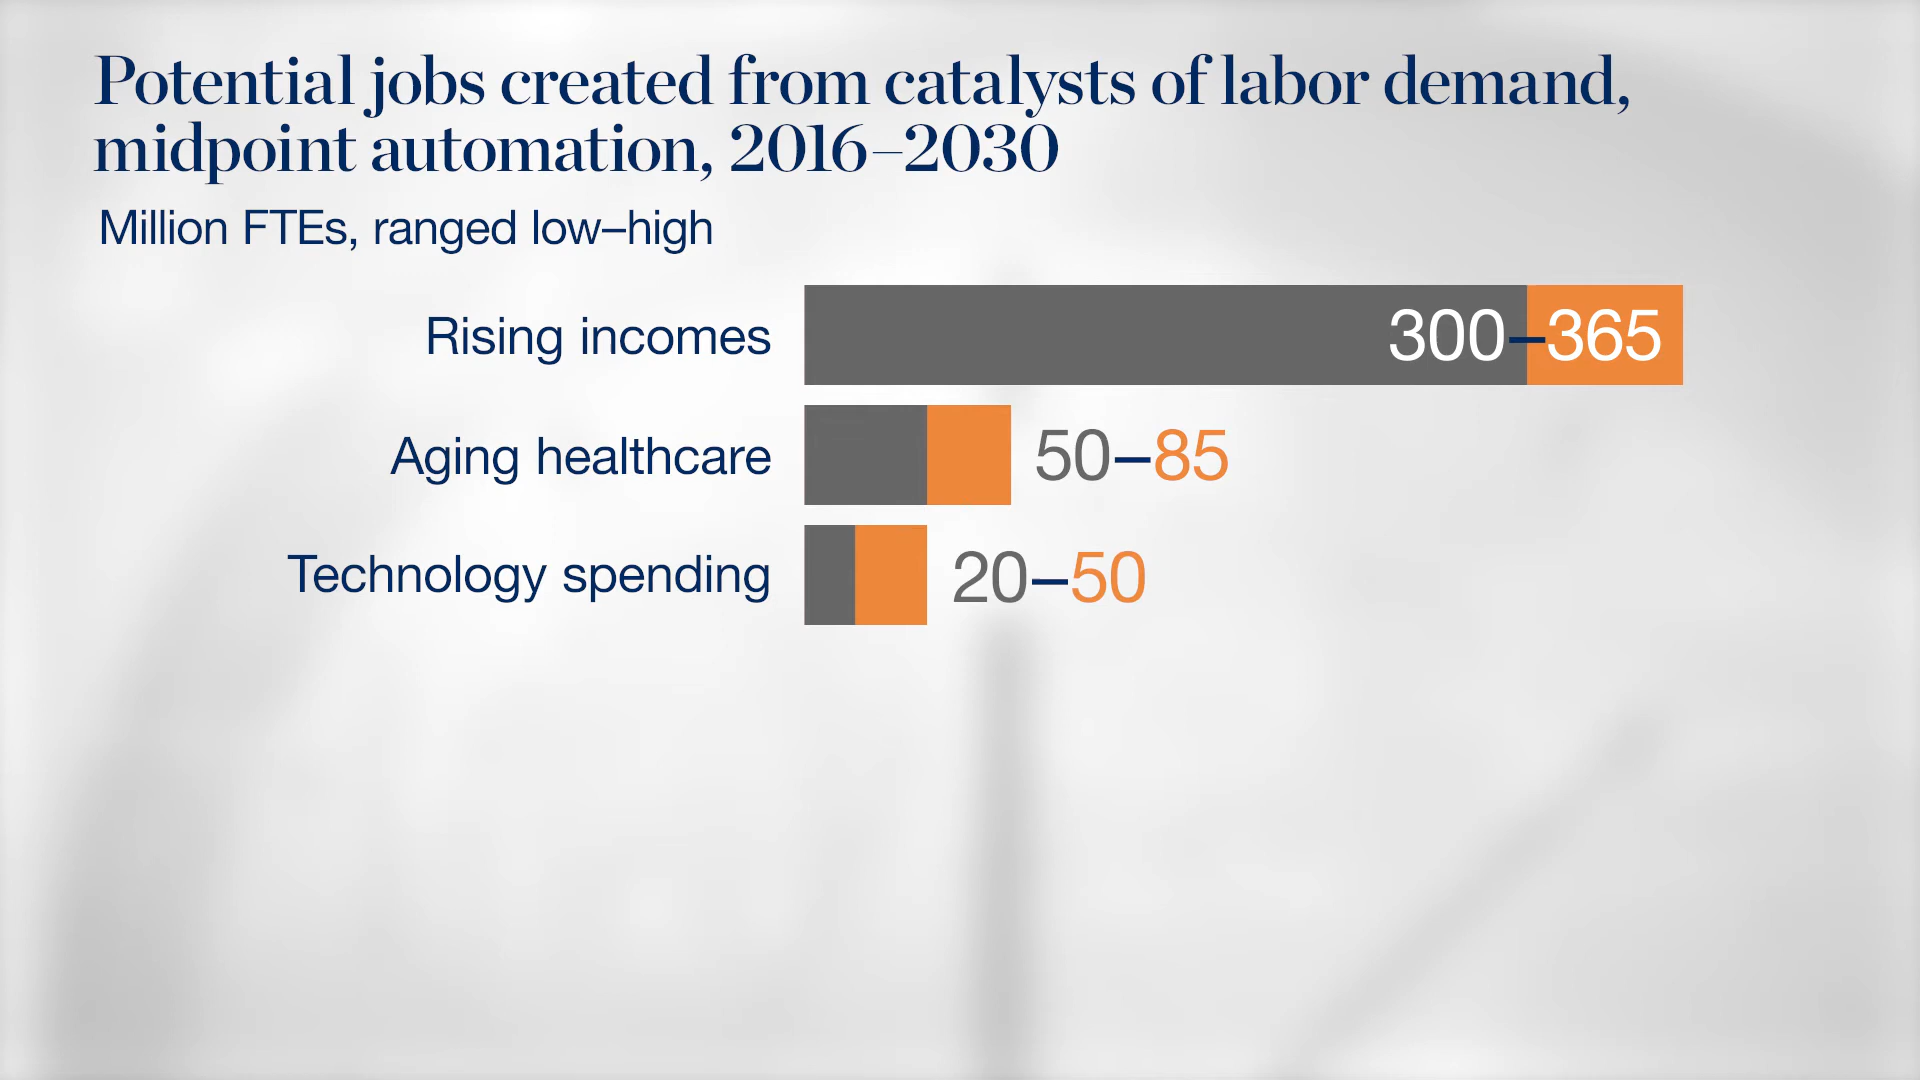 Potential jobs created from catalysts of labor demand,
midpoint automation, 2016–2030
Million FTEs, ranged low–high
Rising incomes 300–365
Aging healthcare 50–85
Technology spending 20–50